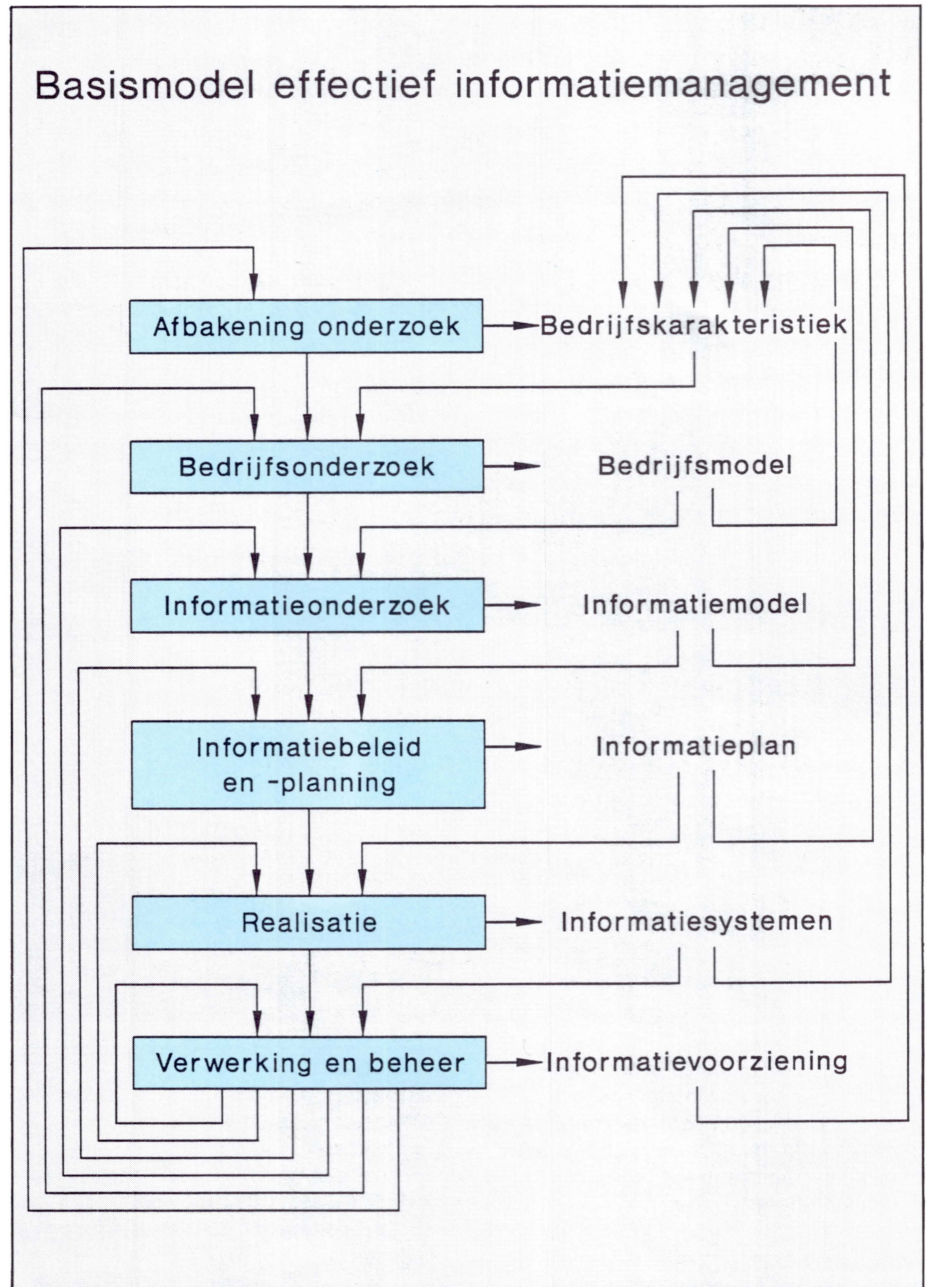 Basismodel effectief informatiemanagement
Afbakening onderzoek
Bedrijfskarakteristiek
Bedrijfsonderzoek
Bedrijfsmodel
Informatieonderzoek
Informatiemodel
Informatiebeleid
en -planning
Informatieplan
Realisatie
Informatiesystemen
Verwerking en beheer
Informatievoorziening